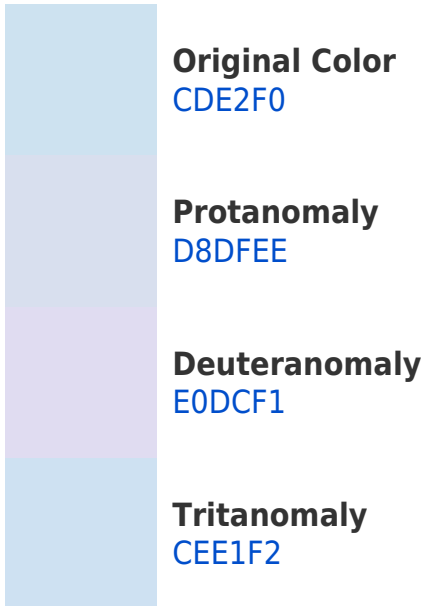 Original Color
CDE2F0
Protanomaly
D8DFEE
Deuteranomaly
E0DCF1
Tritanomaly
CEE1F2